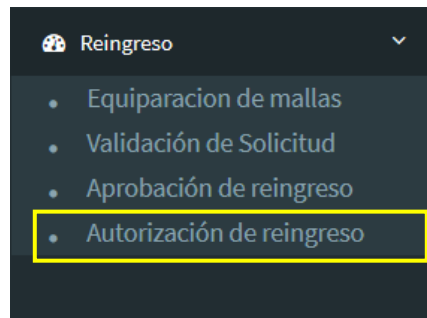 Reingreso
Equiparacion de mallas
Validación de Solicitud
Aprobación de reingreso
Autorización de reingreso